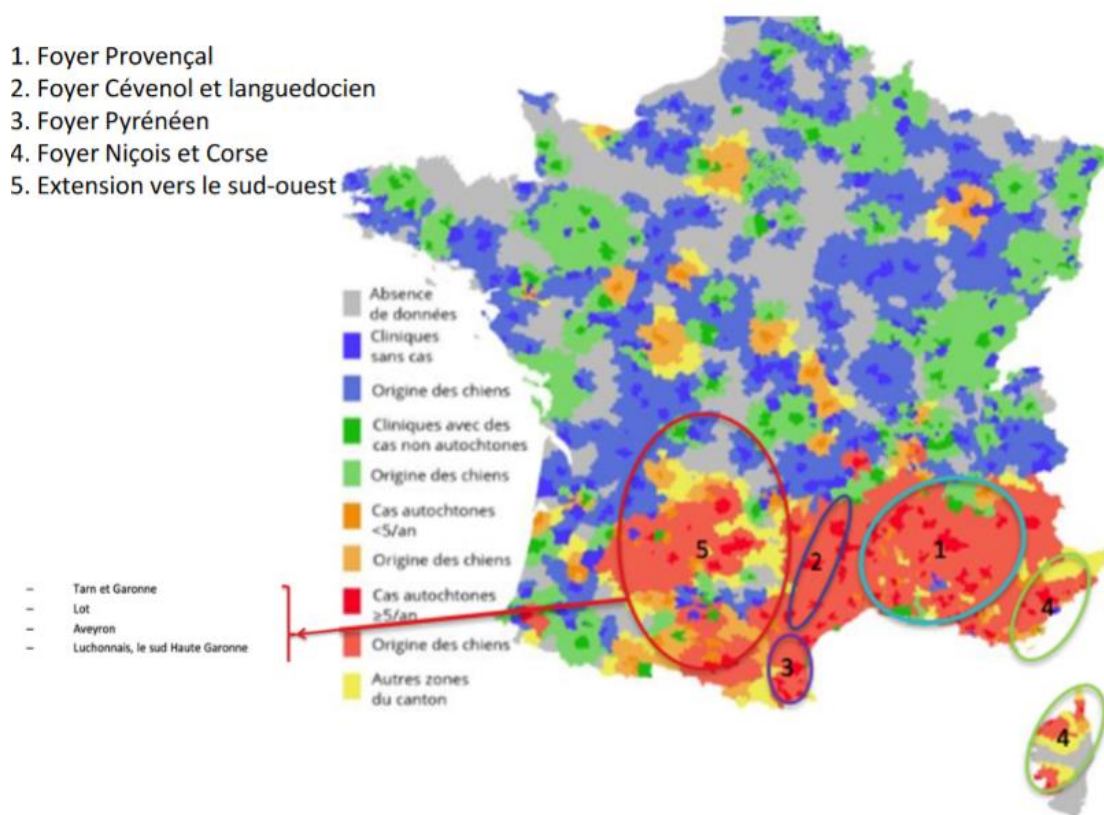 1. Foyer Provençal
2. Foyer Cévenol et languedocien
3. Foyer Pyrénéen
4. Foyer Niçois et Corse
5. Extension vers le sud-ouest
Absence
de données
Cliniques
sans cas
Origine des chiens
Cliniques avec des
cas non autochtones
Origine des chiens
Cas autochtones
<5/an
Origine des chiens
Cas autochtones
≥5/an
Origine des chiens
Autres zones
du canton
– Tarn et Garonne
– Lot
– Aveyron
– Luchonnais, le sud Haute Garonne
5
2
1
4
3
4